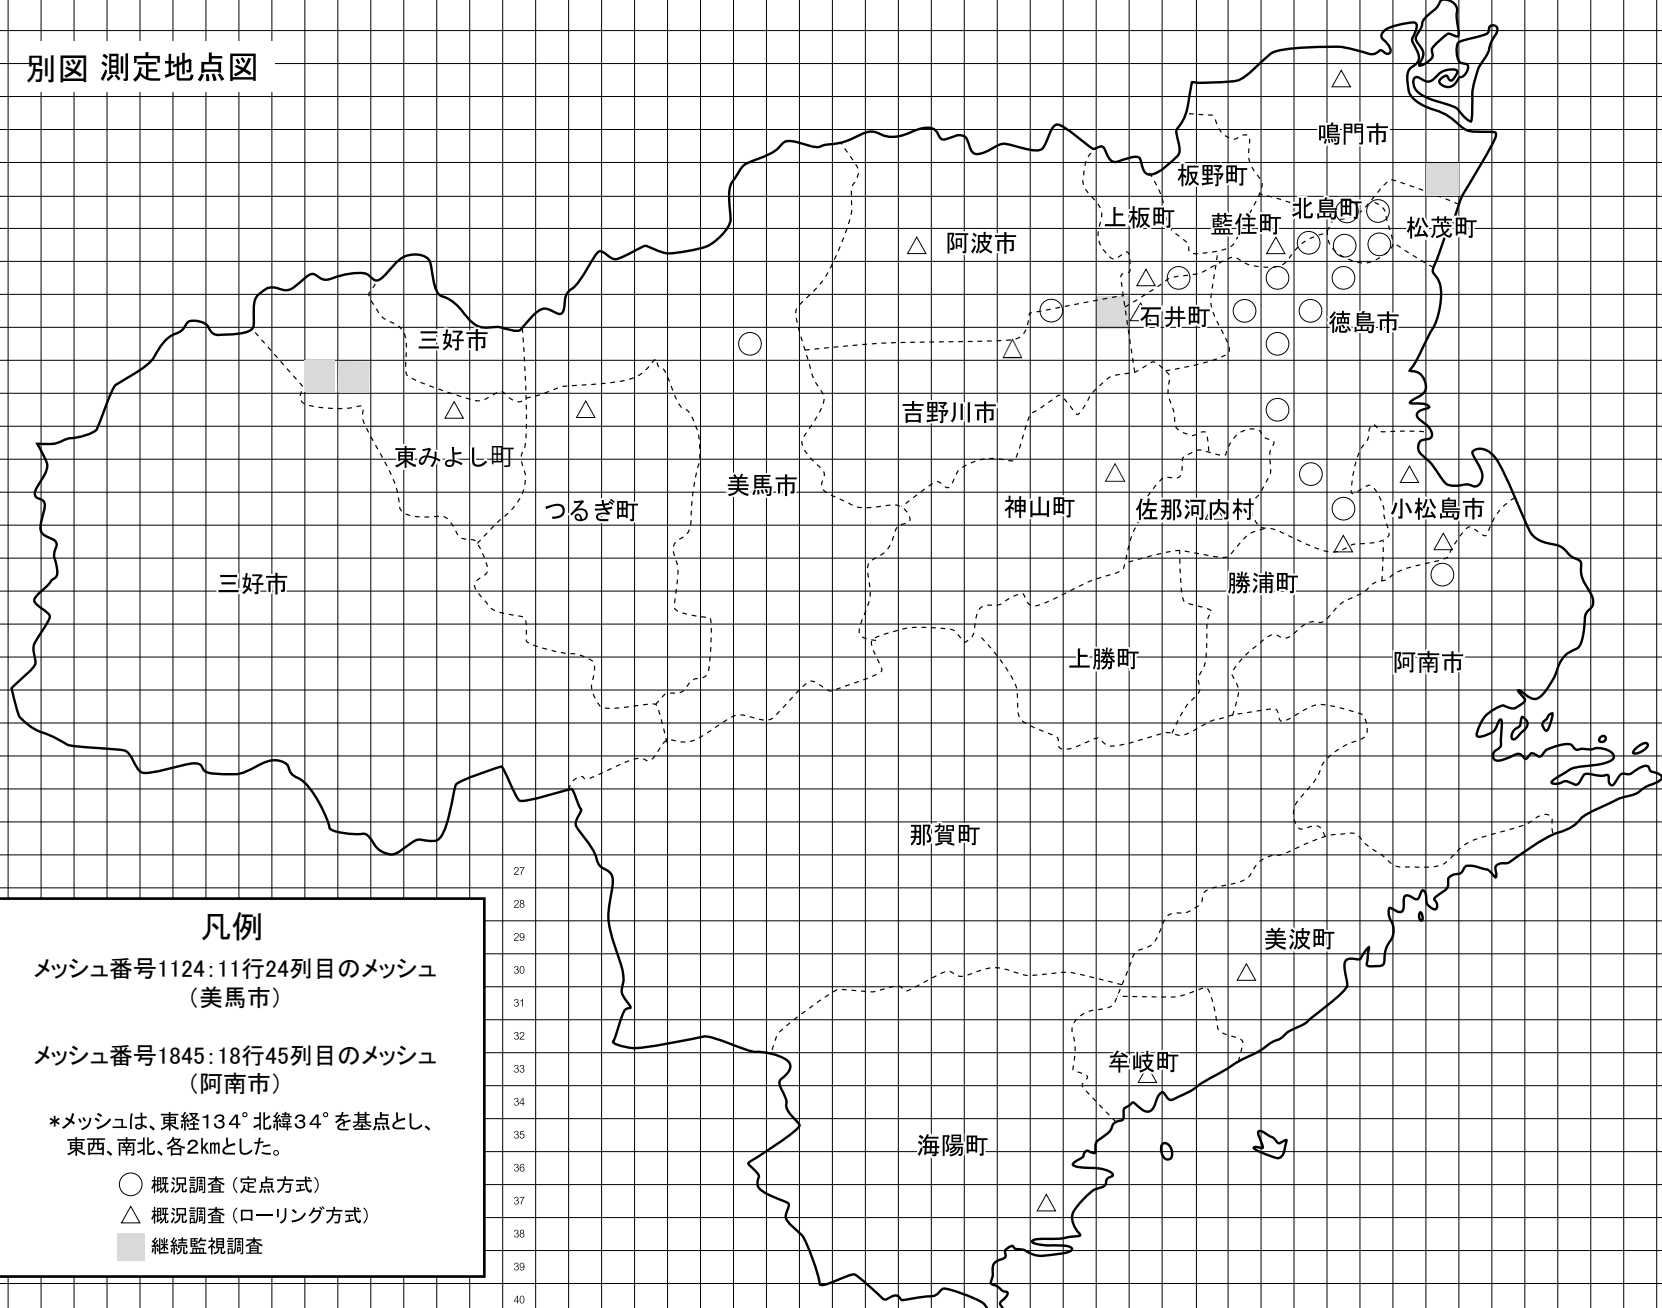 別図 測定地点図
鳴門市
板野町
上板町
藍住町
北島町
松茂町
阿波市
石井町
徳島市
三好市
吉野川市
東みよし町
美馬市
つるぎ町
神山町
佐那河内村
小松島市
三好市
勝浦町
上勝町
阿南市
那賀町
美波町
牟岐町
海陽町
27
28
29
30
31
32
33
34
35
36
37
38
39
40
凡例
メッシュ番号1124:11行24列目のメッシュ
(美馬市)
メッシュ番号1845:18行45列目のメッシュ
(阿南市)
*メッシュは、東経134°北緯34°を基点とし、
東西、南北、各2kmとした。
○ 概況調査(定点方式)
△ 概況調査(ローリング方式)
継続監視調査